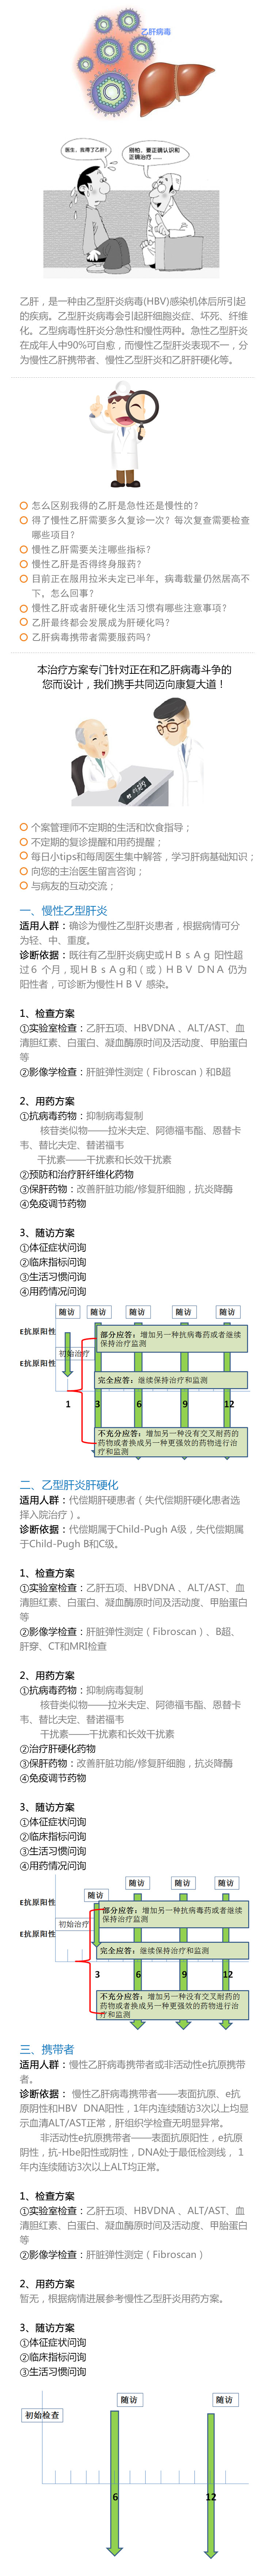 乙肝病毒
医生，我得了乙肝！
别怕，要正确认识和
正确治疗……
乙肝，是一种由乙型肝炎病毒(HBV)感染机体后所引起
的疾病。乙型肝炎病毒会引起肝细胞炎症、坏死、纤维
化。乙型病毒性肝炎分急性和慢性两种。急性乙型肝炎
在成年人中90%可自愈，而慢性乙型肝炎表现不一，分
为慢性乙肝携带者、慢性乙型肝炎和乙肝肝硬化等。
怎么区别我得的乙肝是急性还是慢性的？
得了慢性乙肝需要多久复诊一次？每次复查需要检查
哪些项目？
慢性乙肝需要关注哪些指标？
慢性乙肝是否得终身服药？
目前正在服用拉米夫定已半年，病毒载量仍然居高不
下，怎么回事？
慢性乙肝或者肝硬化生活习惯有哪些注意事项？
乙肝最终都会发展成为肝硬化吗？
乙肝病毒携带者需要服药吗？
本治疗方案专门针对正在和乙肝病毒斗争的
您而设计，我们携手共同迈向康复大道！
个案管理师不定期的生活和饮食指导；
不定期的复诊提醒和用药提醒；
每日小tips和每周医生集中解答，学习肝病基础知识；
向您的主治医生留言咨询；
与病友的互动交流；
一、慢性乙型肝炎
适用人群：确诊为慢性乙型肝炎患者，根据病情可分
为轻、中、重度。
诊断依据：既往有乙型肝炎病史或ＨＢｓＡｇ 阳性超
过６ 个月，现ＨＢｓＡｇ和（或）ＨＢＶ ＤＮＡ 仍为
阳性者，可诊断为慢性ＨＢＶ 感染。
1、检查方案
①实验室检查：乙肝五项、HBVDNA 、ALT/AST、血
清胆红素、白蛋白、凝血酶原时间及活动度、甲胎蛋白
等
②影像学检查：肝脏弹性测定（Fibroscan）和B超
2、用药方案
①抗病毒药物：抑制病毒复制
核苷类似物——拉米夫定、阿德福韦酯、恩替卡
韦、替比夫定、替诺福韦
干扰素——干扰素和长效干扰素
②预防和治疗肝纤维化药物
③保肝药物：改善肝脏功能/修复肝细胞，抗炎降酶
④免疫调节药物
3、随访方案
①体征症状问询
②临床指标问询
③生活习惯问询
④用药情况问询
随访 随访 随访 随访 随访
E抗原阳性
部分应答：增加另一种抗病毒药或者继续
保持治疗监测
初始治疗
E抗原阳性
完全应答：继续保持治疗和监测
1 3 6 9 12
不充分应答：增加另一种没有交叉耐药的
药物或者换成另一种更强效的药物进行治
疗和监测
二、乙型肝炎肝硬化
适用人群：代偿期肝硬患者（失代偿期肝硬化患者选
择入院治疗）。
诊断依据：代偿期属于Child-Pugh A级，失代偿期属
于Child-Pugh B和C级。
1、检查方案
①实验室检查：乙肝五项、HBVDNA 、ALT/AST、血
清胆红素、白蛋白、凝血酶原时间及活动度、甲胎蛋白
等
②影像学检查：肝脏弹性测定（Fibroscan）、B超、
肝穿、CT和MRI检查
2、用药方案
①抗病毒药物：抑制病毒复制
核苷类似物——拉米夫定、阿德福韦酯、恩替卡
韦、替比夫定、替诺福韦
干扰素——干扰素和长效干扰素
②治疗肝硬化药物
③保肝药物：改善肝脏功能/修复肝细胞，抗炎降酶
④免疫调节药物
3、随访方案
①体征症状问询
②临床指标问询
③生活习惯问询
④用药情况问询
随访 随访 随访 随访
E抗原阳性
部分应答：增加另一种抗病毒药或者继续
保持治疗监测
初始治疗
E抗原阳性
完全应答：继续保持治疗和监测
3 6 9 12
不充分应答：增加另一种没有交叉耐药的
药物或者换成另一种更强效的药物进行治
疗和监测
三、携带者
适用人群：慢性乙肝病毒携带者或非活动性e抗原携带
者。
诊断依据： 慢性乙肝病毒携带者——表面抗原、e抗
原阴性和HBV DNA阳性，1年内连续随访3次以上均显
示血清ALT/AST正常，肝组织学检查无明显异常。
非活动性e抗原携带者——表面抗原阳性，e抗原
阴性，抗-Hbe阳性或阴性，DNA处于最低检测线，１
年内连续随访3次以上ALT均正常。
1、检查方案
①实验室检查：乙肝五项、HBVDNA 、ALT/AST、血
清胆红素、白蛋白、凝血酶原时间及活动度、甲胎蛋白
等
②影像学检查：肝脏弹性测定（Fibroscan）
2、用药方案
暂无，根据病情进展参考慢性乙型肝炎用药方案。
3、随访方案
①体征症状问询
②临床指标问询
③生活习惯问询
随访 随访
初始检查
6 12